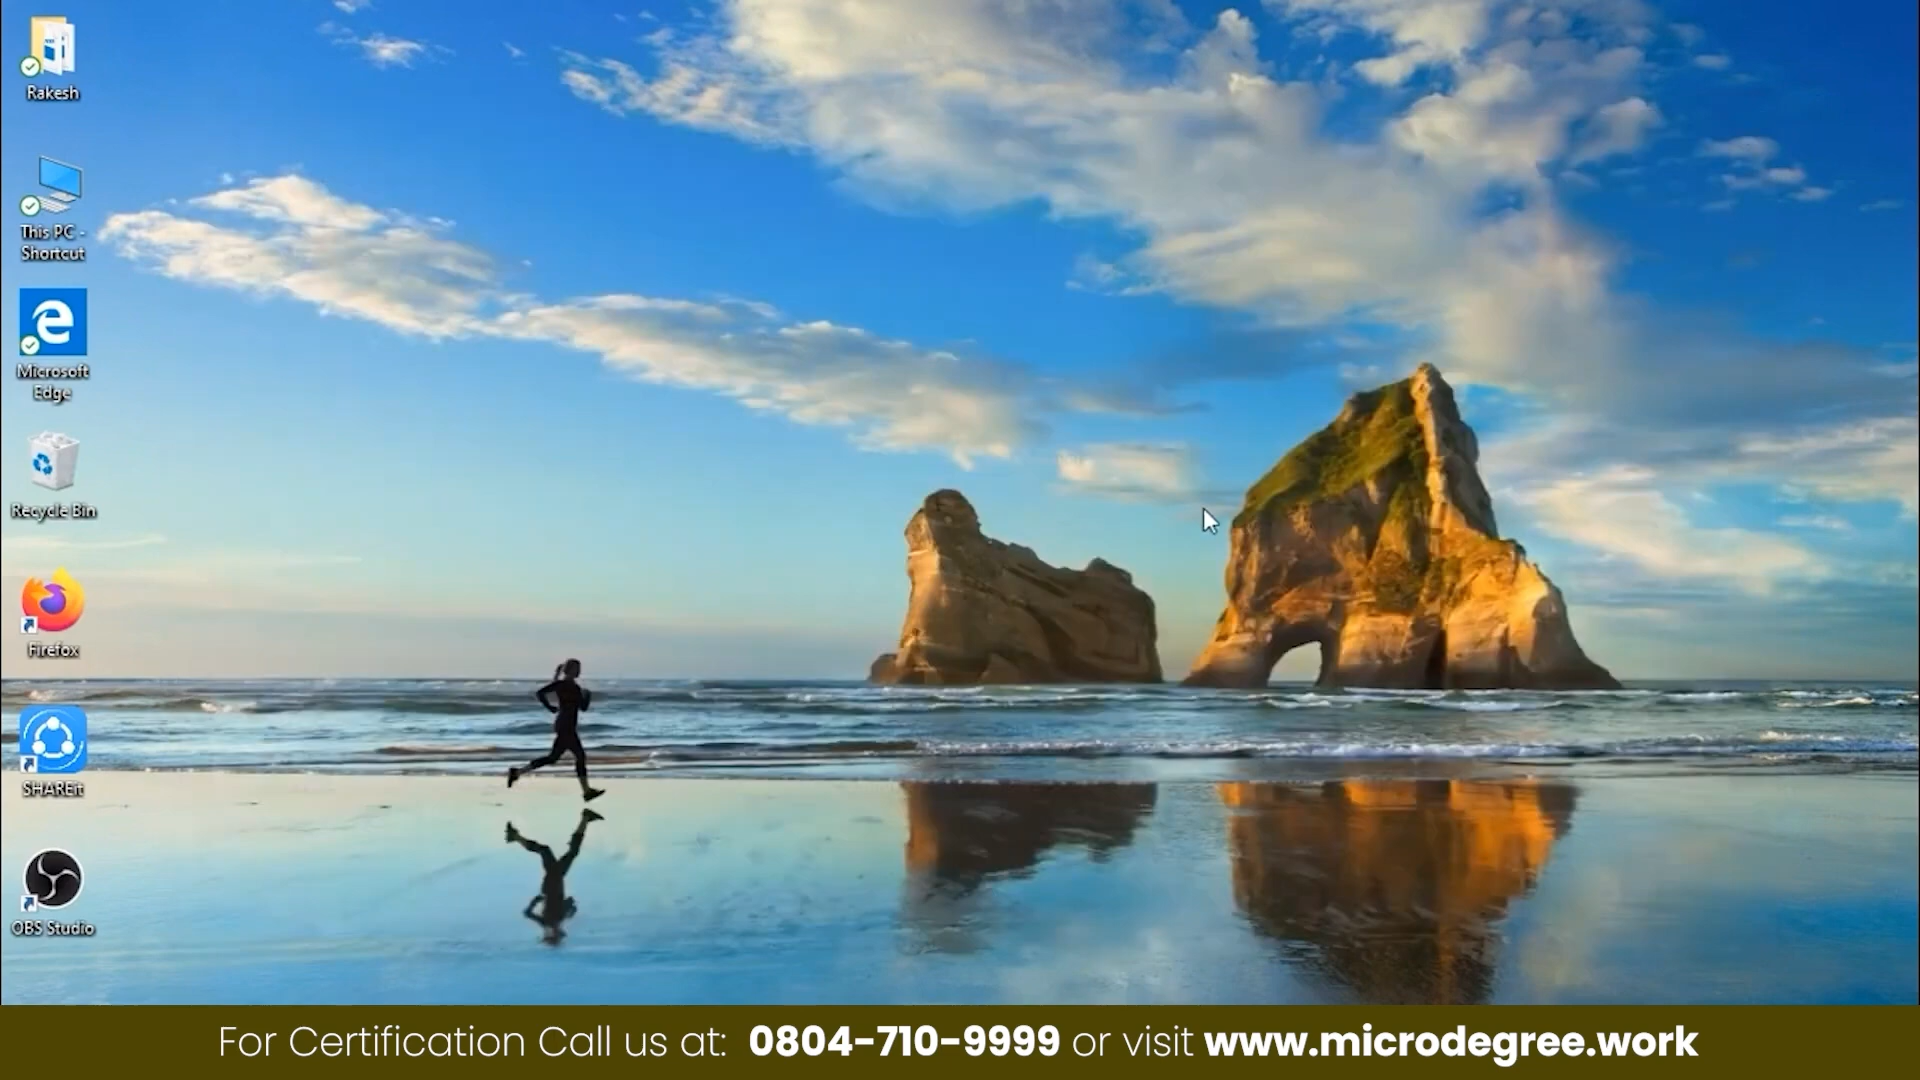 Rakesh
This PC -
Shortcut
Microsoft
Edge
Recycle Bin
Firefox
SHAREit
OBS Studio
For Certification Call us at: 0804-710-9999 or visit www.microdegree.work